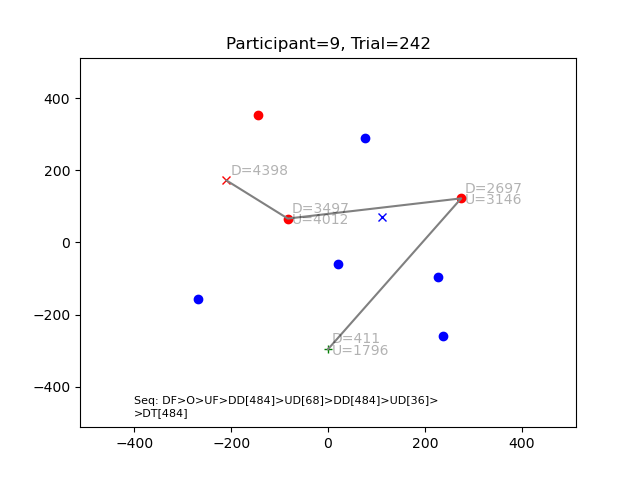 Participant=9, Trial=242
400
200
0
−200
−400
D=4398
D=3497
U=4012
D=2697
U=3146
D=411
U=1796
Seq: DF>O>UF>DD[484]>UD[68]>DD[484]>UD[36]>
>DT[484]
−400
−200
0
200
400